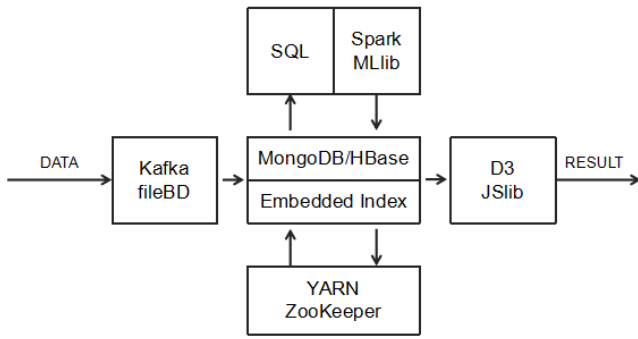 SQL
Spark
MLlib
DATA
Kafka
fileBD
MongoDB/HBase
Embedded Index
D3
JSlib
RESULT
YARN
ZooKeeper